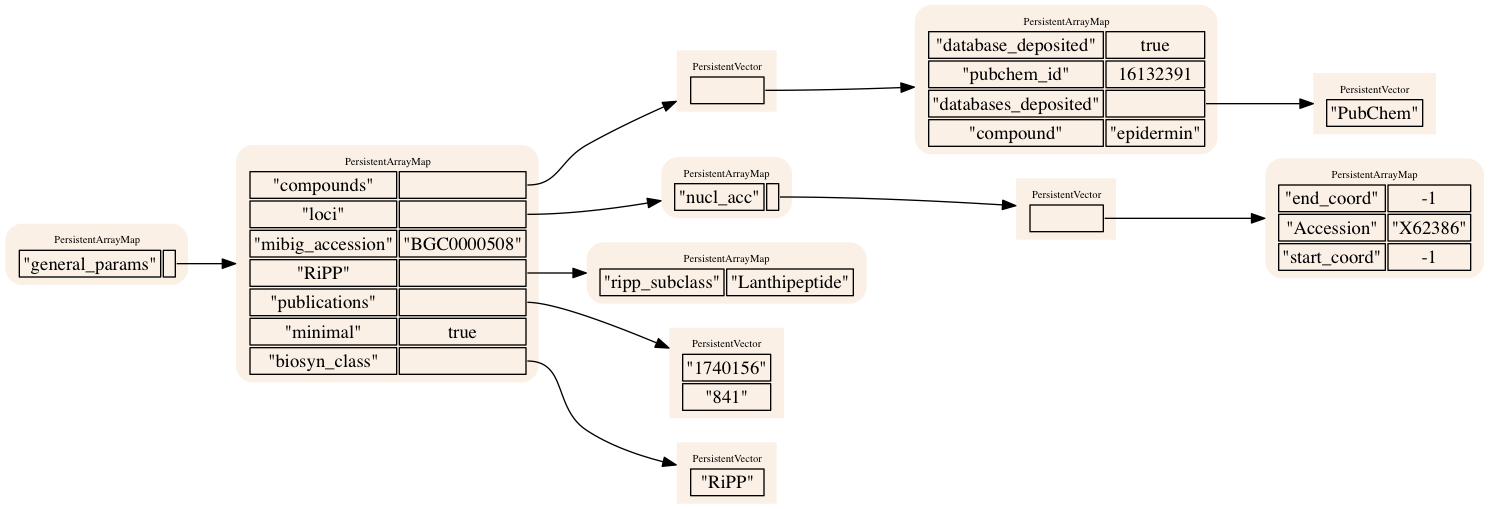 PersistentArrayMap
"general_params"
PersistentArrayMap
"compounds"
"loci"
"mibig_accession" "BGC0000508"
"RiPP"
"publications"
"minimal" true
"biosyn_class"
PersistentVector
PersistentArrayMap
"database_deposited" true
"pubchem_id" 16132391
"databases_deposited"
"compound" "epidermin"
PersistentVector
"PubChem"
PersistentArrayMap
"nucl_acc"
PersistentVector
PersistentArrayMap
"end_coord" -1
"Accession" "X62386"
"start_coord" -1
PersistentArrayMap
"ripp_subclass" "Lanthipeptide"
PersistentVector
"1740156"
"841"
PersistentVector
"RiPP"